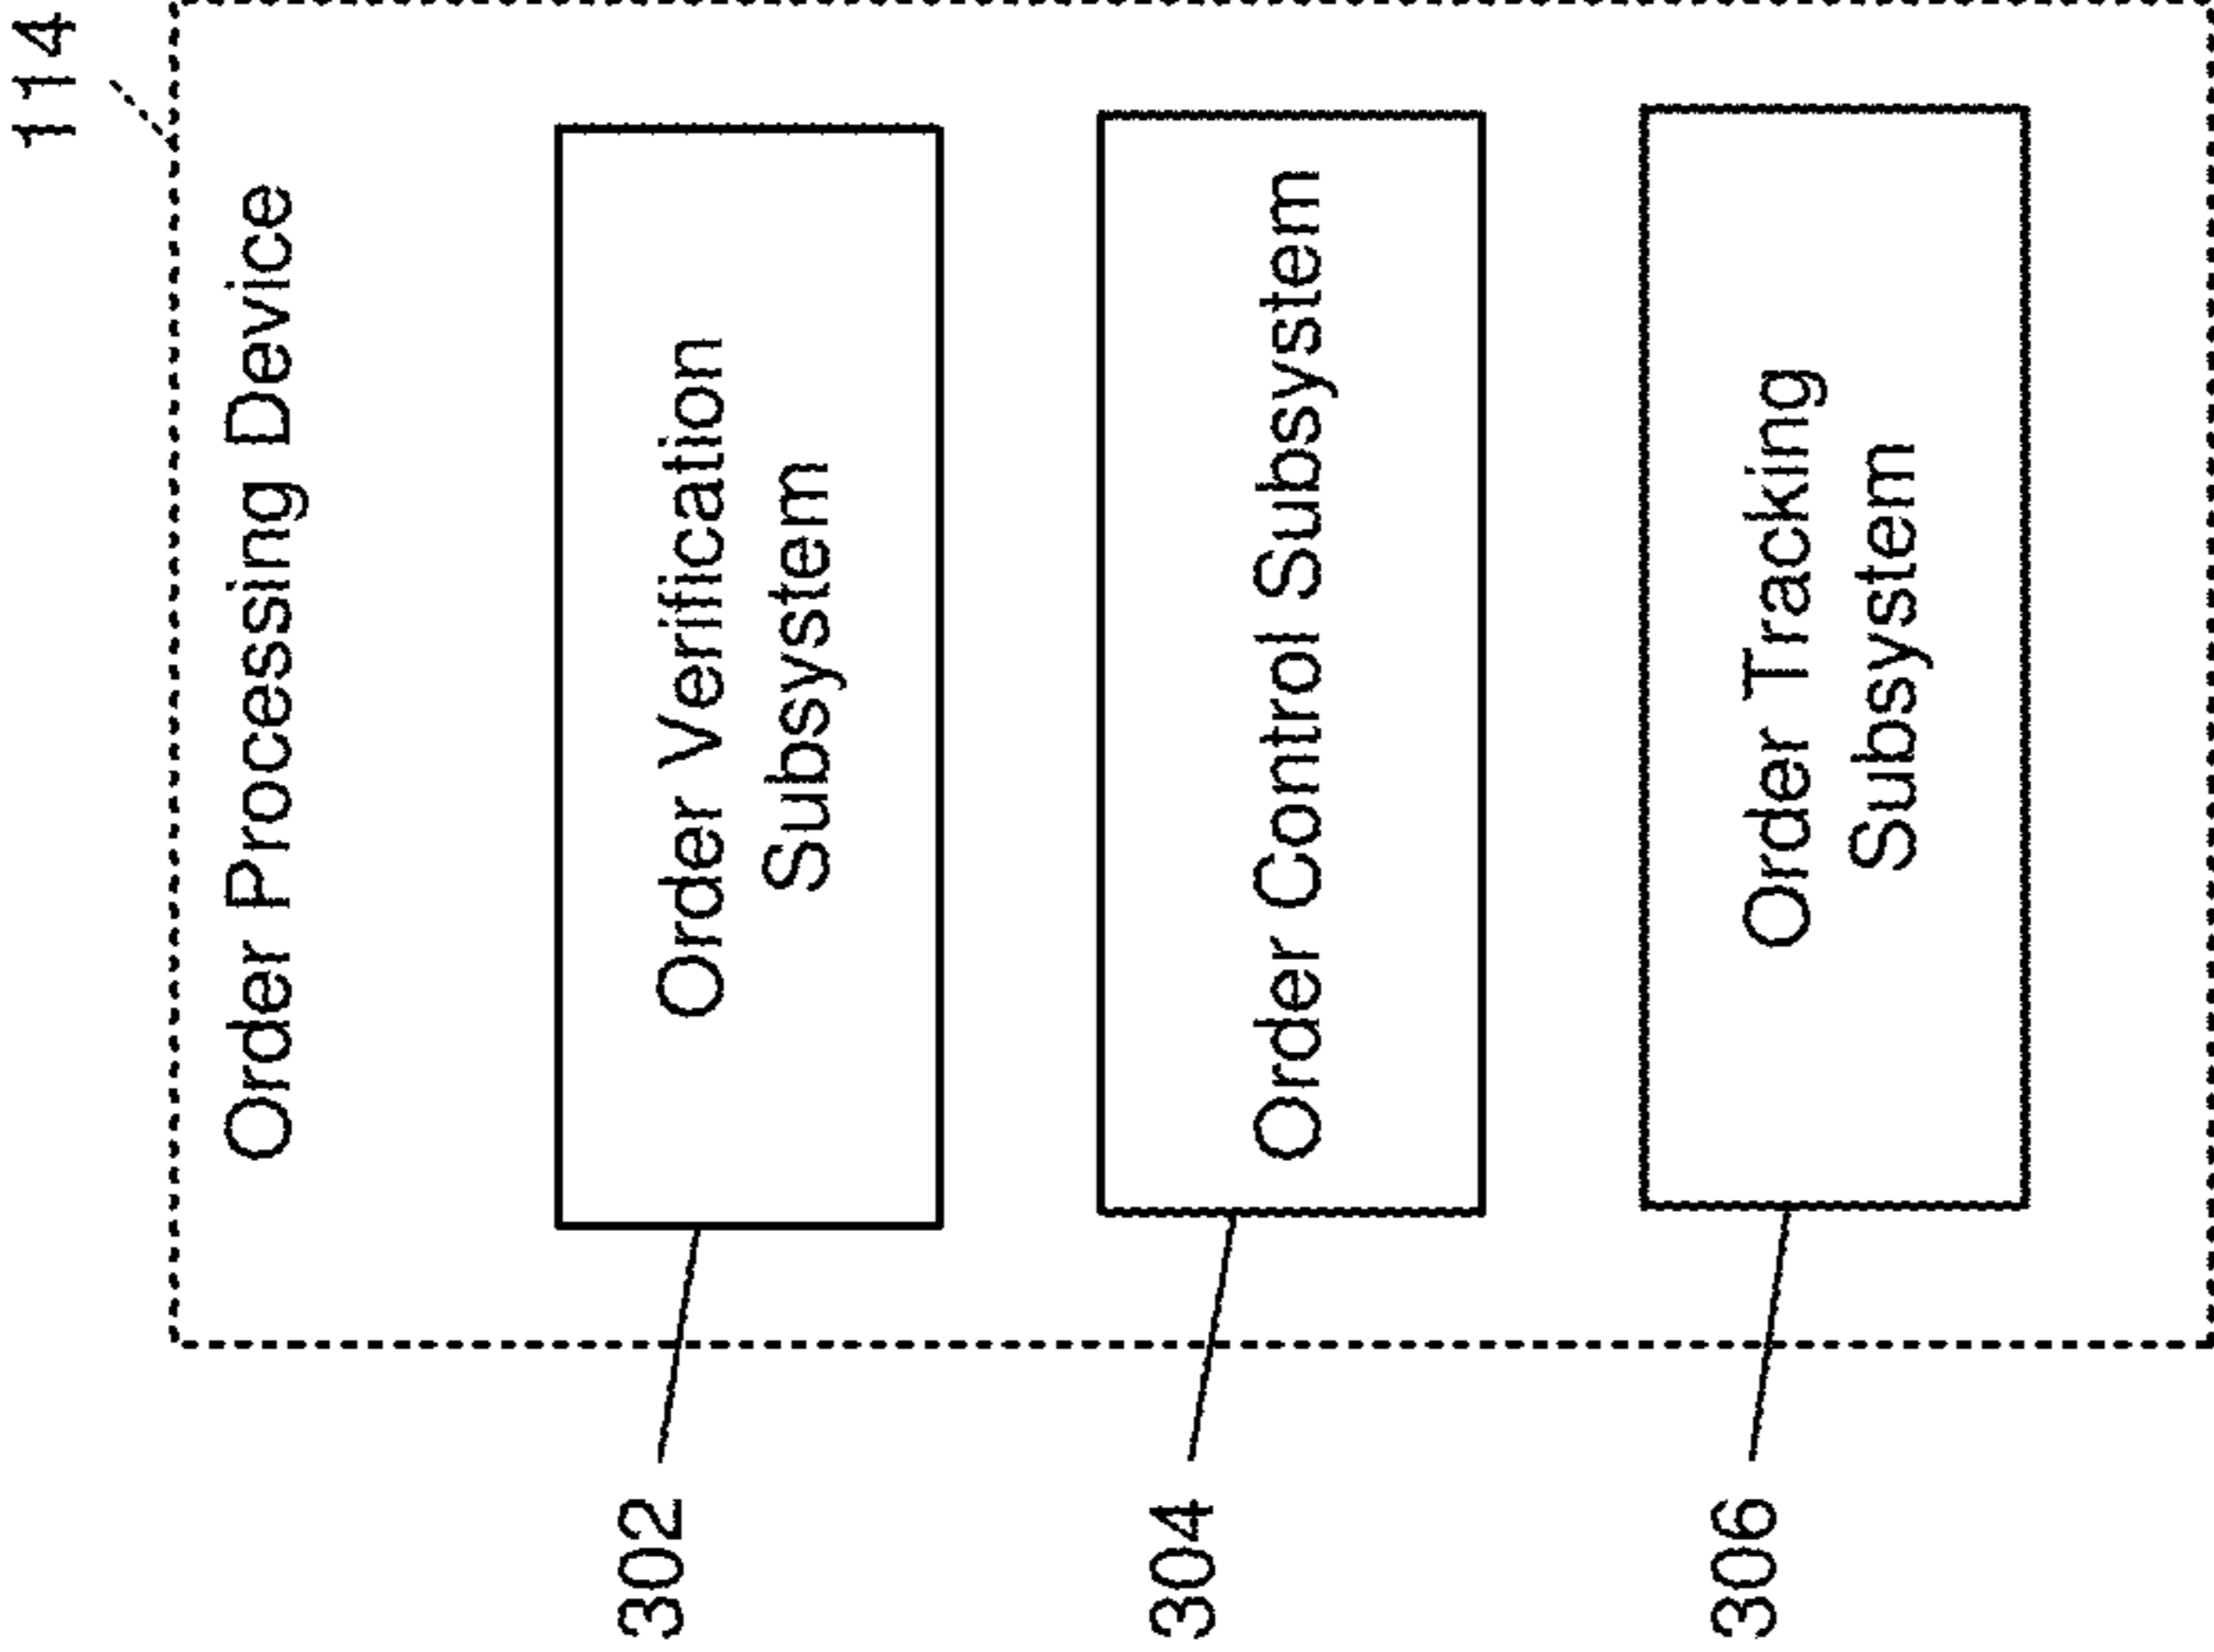 114
Order Processing Device
302
Order Verification
Subsystem
304
Order Control Subsystem
306
Order Tracking
Subsystem